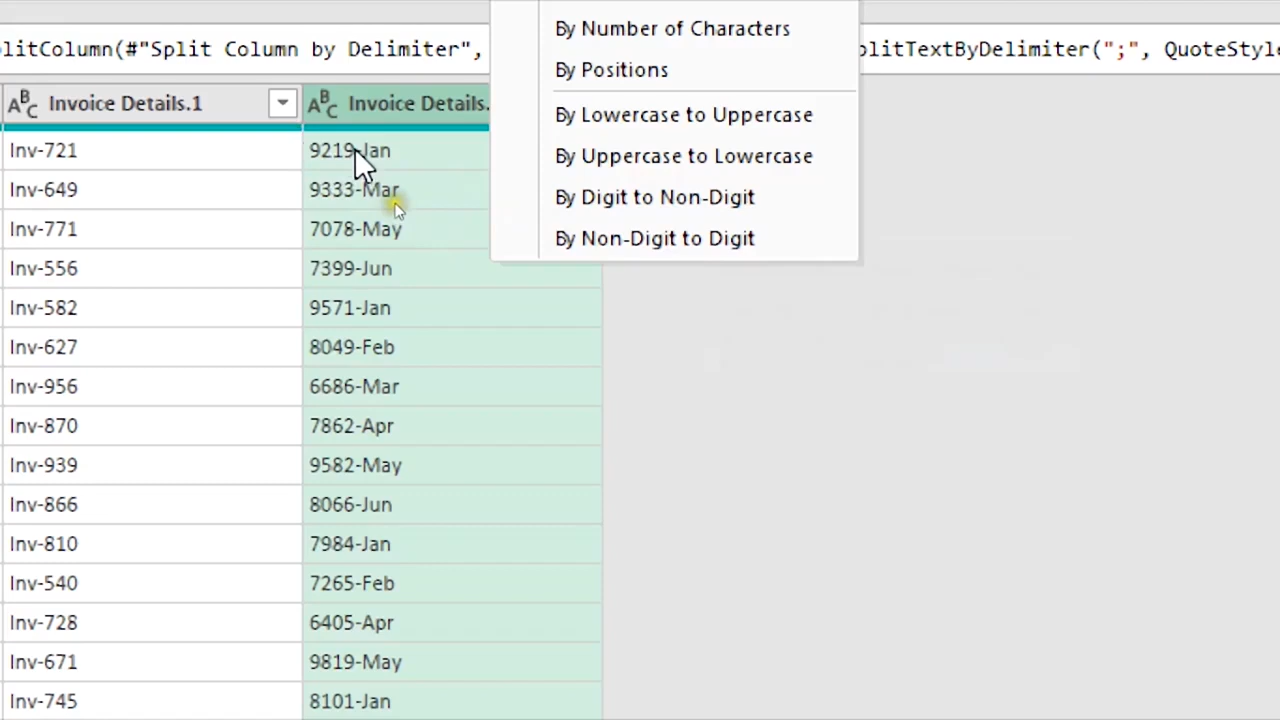 By Number of Characters
litColumn(#"Split Column by Delimiter", litTextByDelimiter(";", QuoteStyle
By Positions
ABC Invoice Details.1 ABC Invoice Details.
By Lowercase to Uppercase
Inv-721 9219-Jan
By Uppercase to Lowercase
Inv-649 9333-Mar
By Digit to Non-Digit
Inv-771 7078-May
By Non-Digit to Digit
Inv-556 7399-Jun
Inv-582 9571-Jan
Inv-627 8049-Feb
Inv-956 6686-Mar
Inv-870 7862-Apr
Inv-939 9582-May
Inv-866 8066-Jun
Inv-810 7984-Jan
Inv-540 7265-Feb
Inv-728 6405-Apr
Inv-671 9819-May
Inv-745 8101-Jan